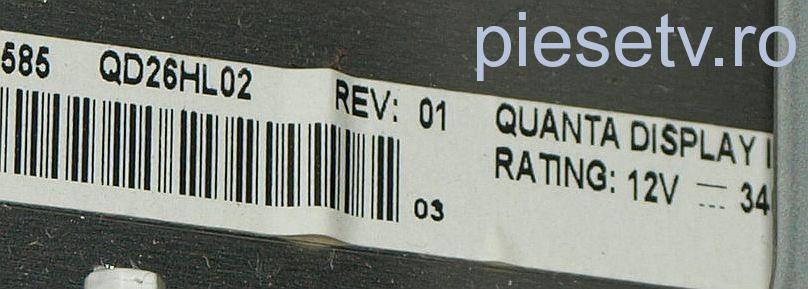 piesetv.ro
585 QD26HL02 REV: 01 QUANTA DISPLAY
RATING: 12V ⎓ 34
03